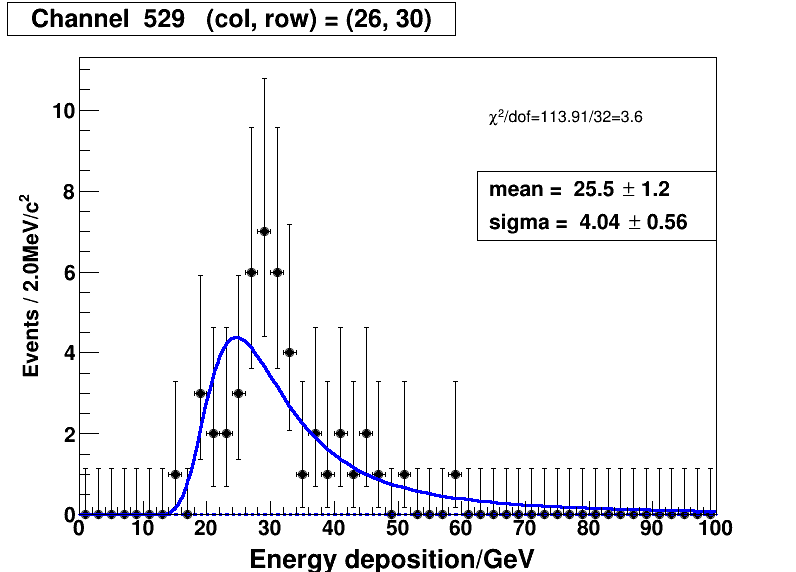 Channel 529 (col, row) = (26, 30)
χ²/dof=113.91/32=3.6
mean = 25.5 ± 1.2
sigma = 4.04 ± 0.56
Events / 2.0MeV/c²
10
8
6
4
2
0
0 10 20 30 40 50 60 70 80 90 100
Energy deposition/GeV